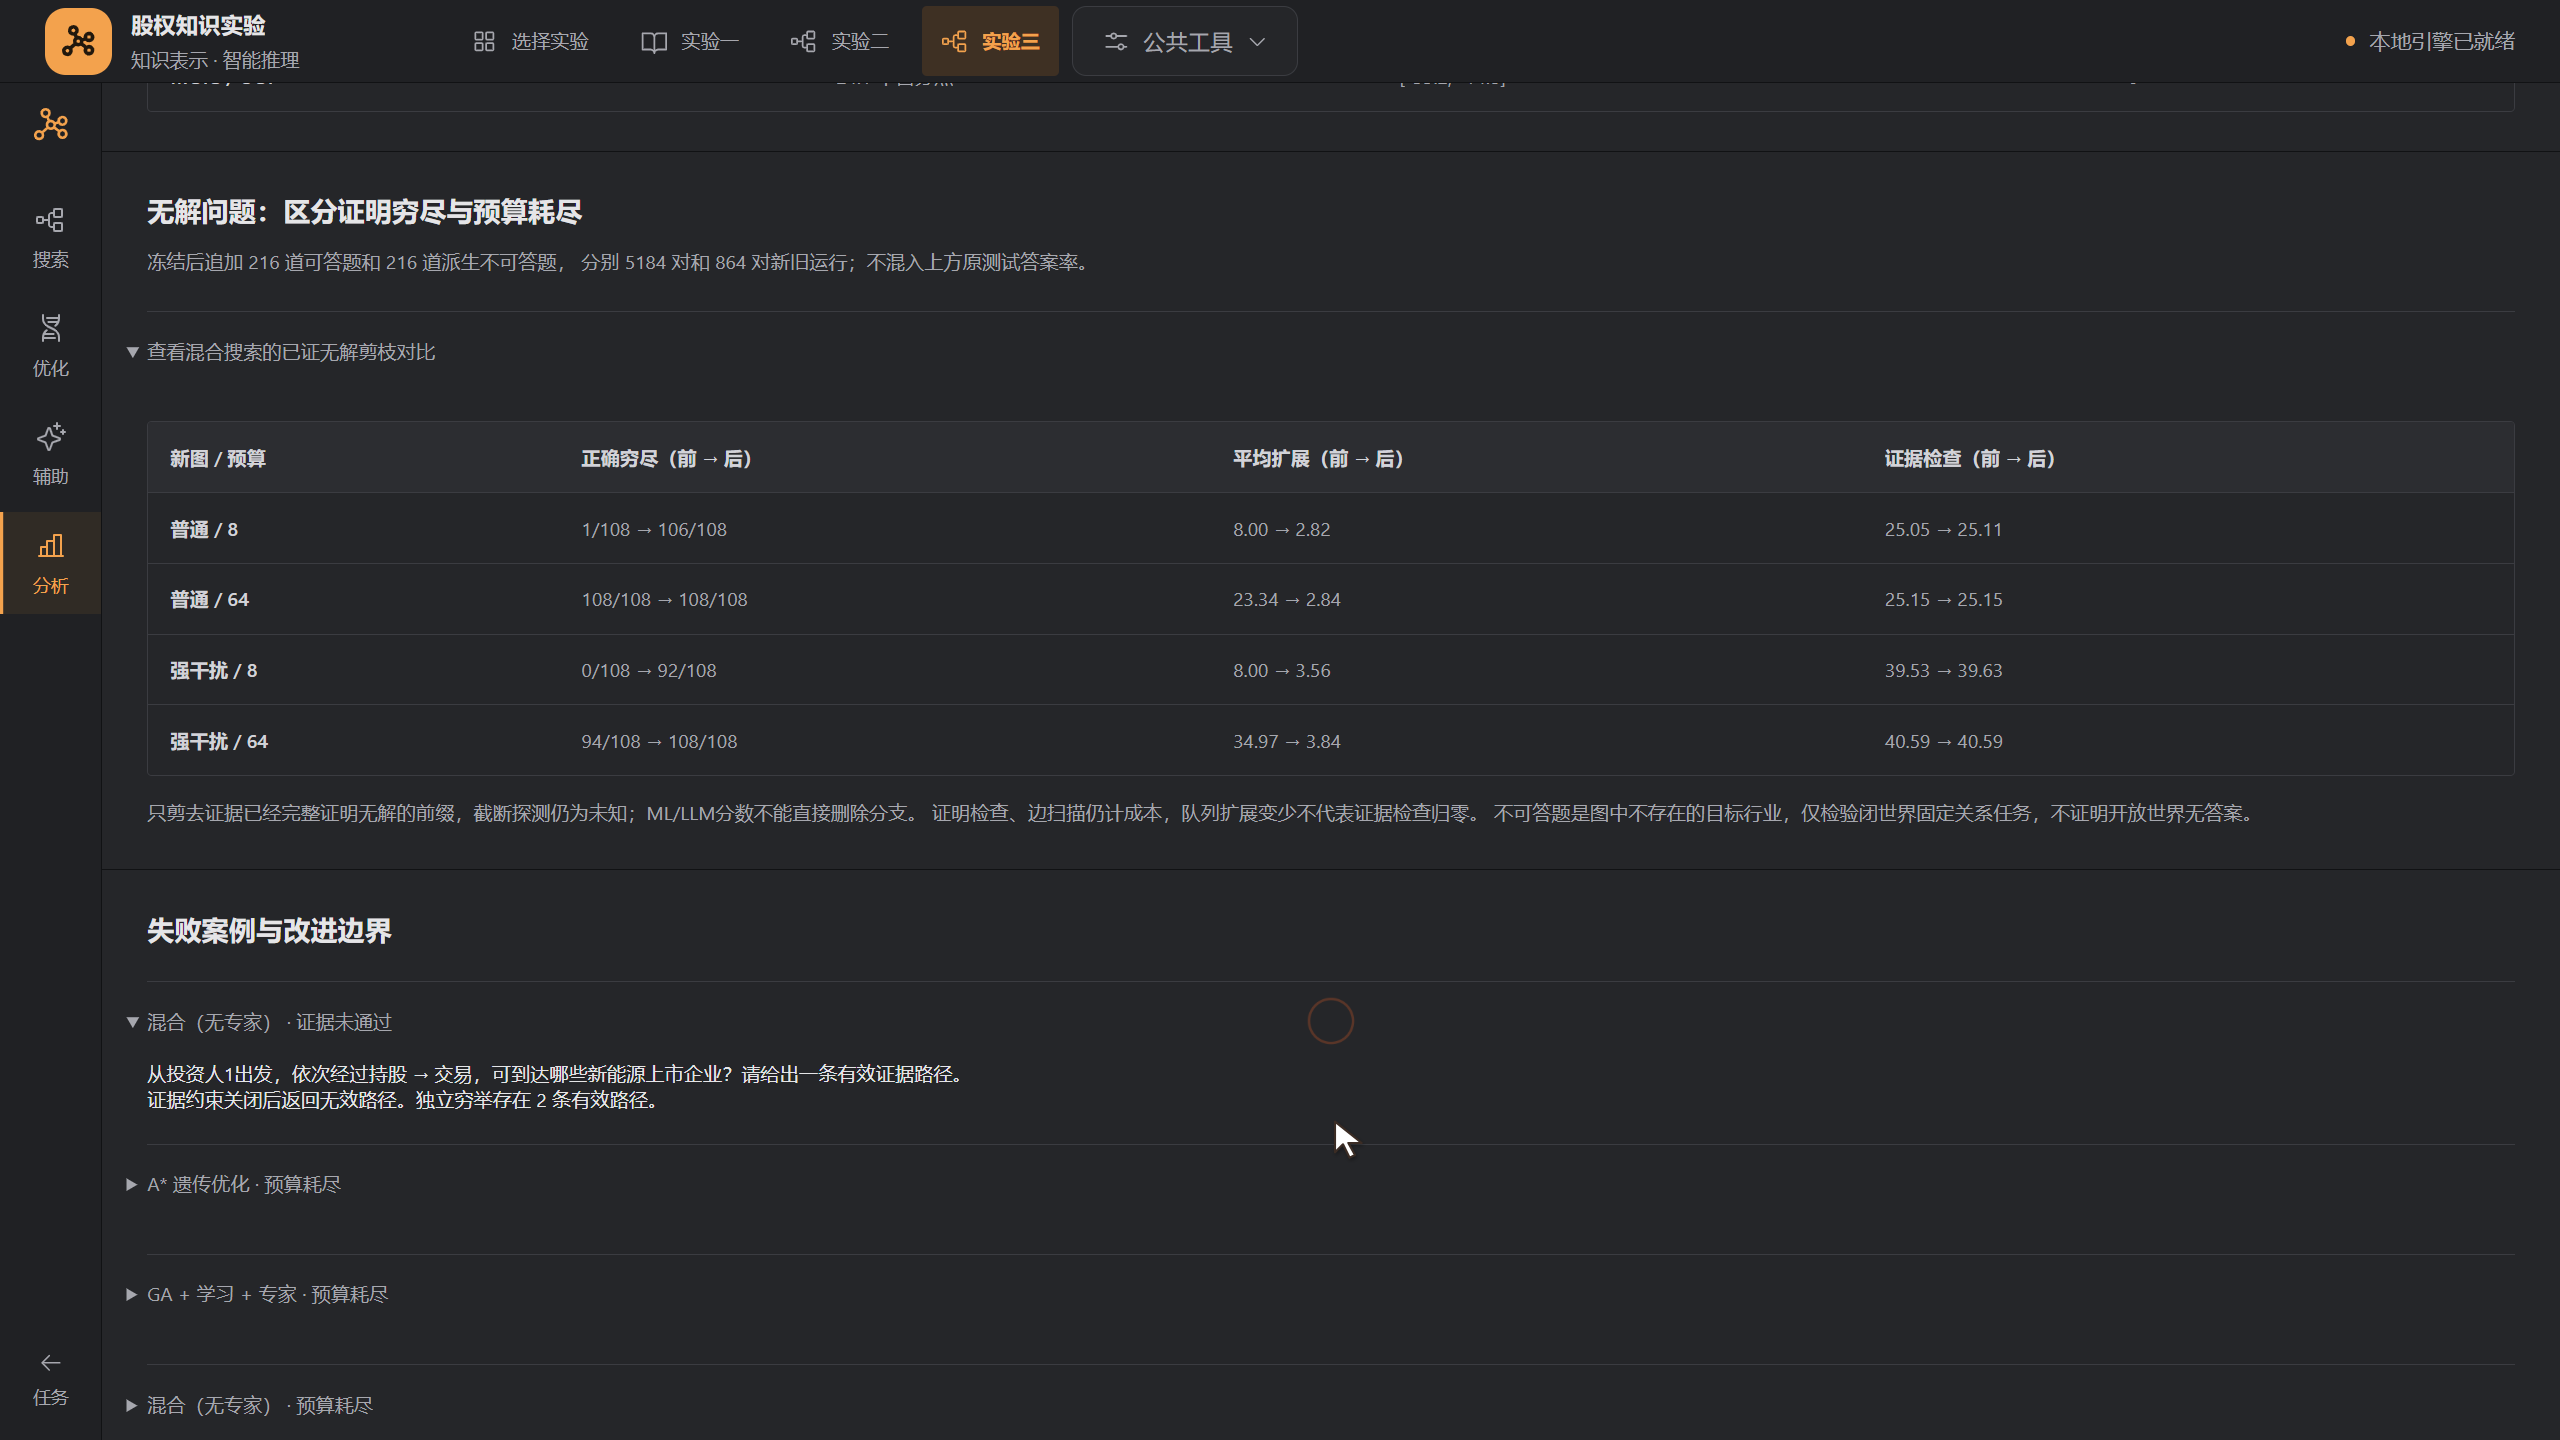 股权知识实验
知识表示 · 智能推理
选择实验
实验一
实验二
实验三
公共工具
本地引擎已就绪
搜索
优化
辅助
分析
任务
无解问题：区分证明穷尽与预算耗尽
冻结后追加 216 道可答题和 216 道派生不可答题， 分别 5184 对和 864 对新旧运行；不混入上方原测试答案率。
▼ 查看混合搜索的已证无解剪枝对比
新图 / 预算 正确穷尽（前 → 后） 平均扩展（前 → 后） 证据检查（前 → 后）
普通 / 8 1/108 → 106/108 8.00 → 2.82 25.05 → 25.11
普通 / 64 108/108 → 108/108 23.34 → 2.84 25.15 → 25.15
强干扰 / 8 0/108 → 92/108 8.00 → 3.56 39.53 → 39.63
强干扰 / 64 94/108 → 108/108 34.97 → 3.84 40.59 → 40.59
只剪去证据已经完整证明无解的前缀，截断探测仍为未知；ML/LLM分数不能直接删除分支。 证明检查、边扫描仍计成本，队列扩展变少不代表证据检查归零。 不可答题是图中不存在的目标行业，仅检验闭世界固定关系任务，不证明开放世界无答案。
失败案例与改进边界
▼ 混合（无专家） · 证据未通过
从投资人1出发，依次经过持股 → 交易，可到达哪些新能源上市企业？请给出一条有效证据路径。
证据约束关闭后返回无效路径。独立穷举存在 2 条有效路径。
▶ A* 遗传优化 · 预算耗尽
▶ GA + 学习 + 专家 · 预算耗尽
▶ 混合（无专家） · 预算耗尽